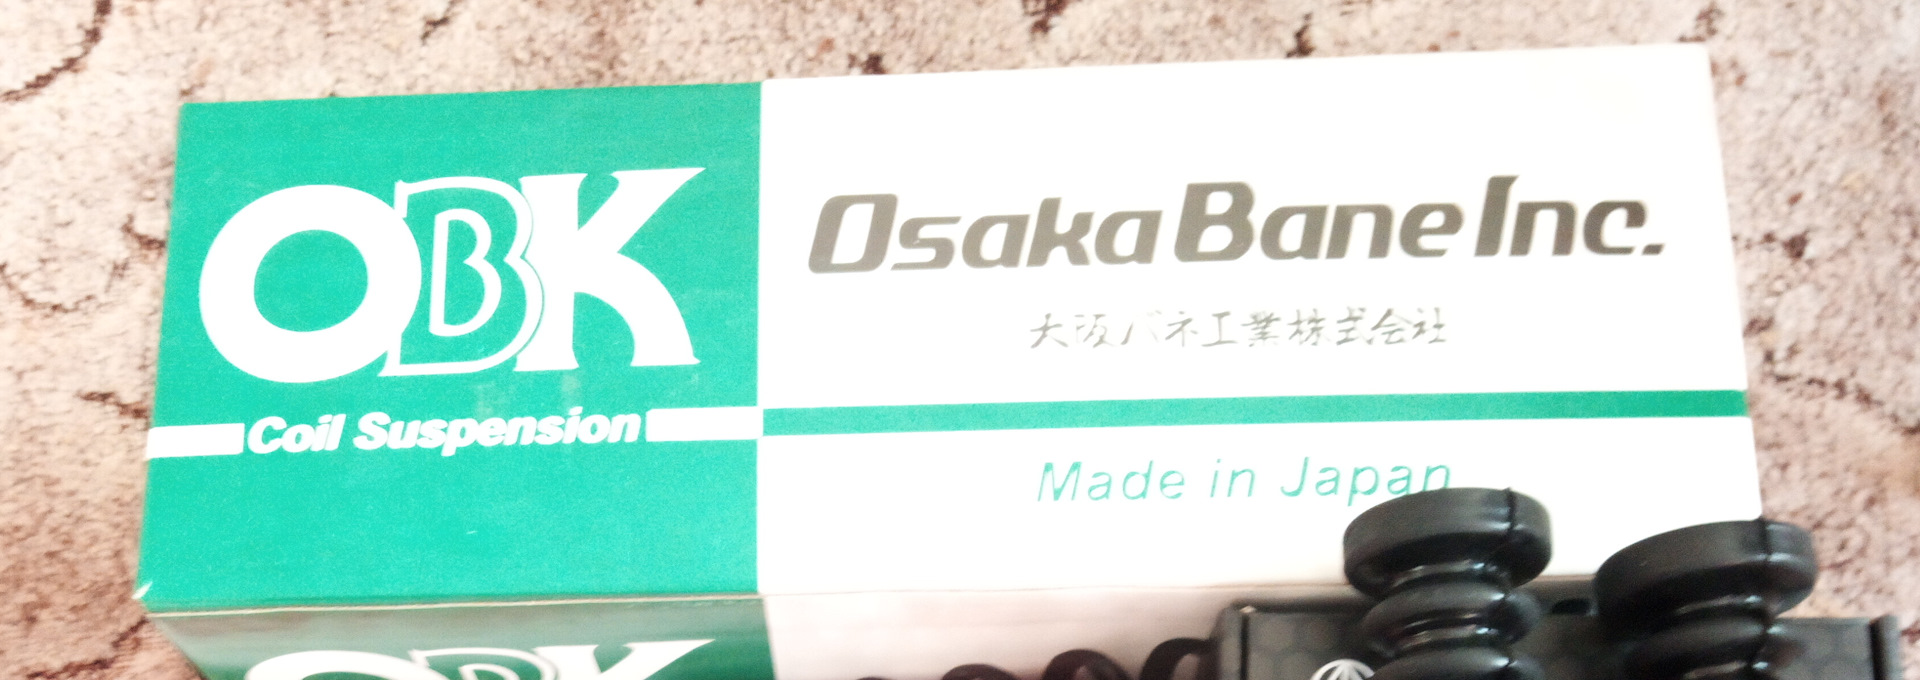 OBK
Coil Suspension
Osaka Bane Inc.
大阪バネ工業株式会社
Made in Japan
OBK